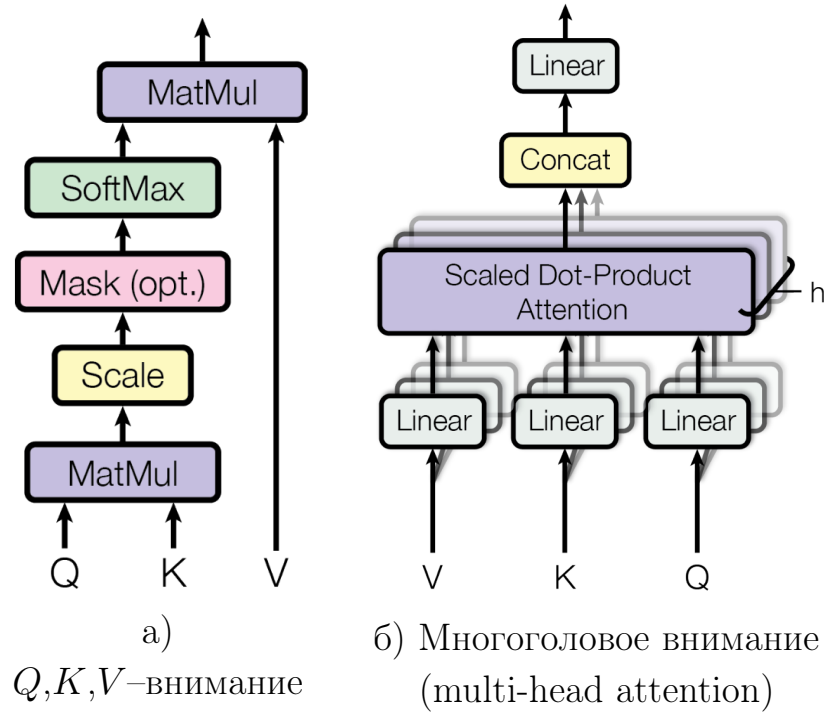 MatMul
SoftMax
Mask (opt.)
Scale
MatMul
Q K V
а)
Q,K,V–внимание
Linear
Concat
Scaled Dot-Product
Attention
h
Linear Linear Linear
V K Q
б) Многоголовое внимание
(multi-head attention)